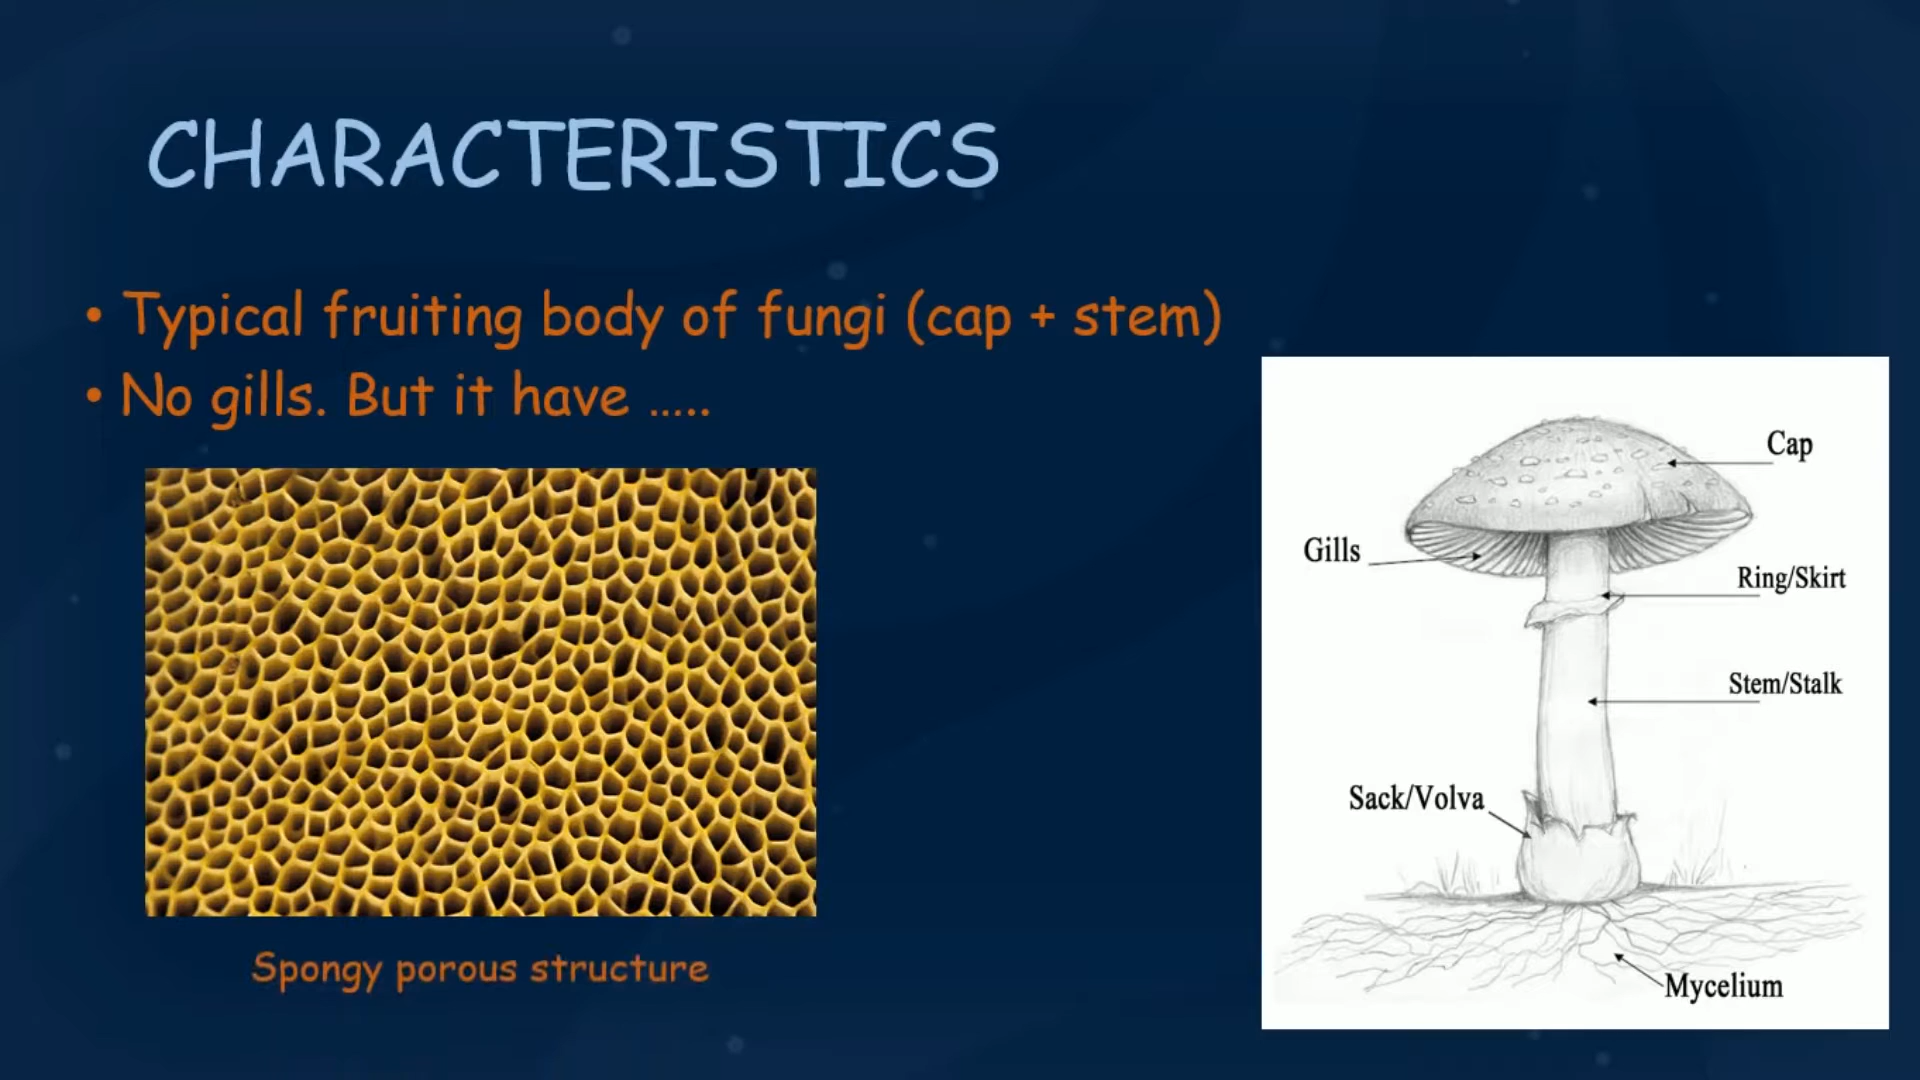 CHARACTERISTICS
• Typical fruiting body of fungi (cap + stem)
• No gills. But it have .....
Spongy porous structure
Cap
Gills
Ring/Skirt
Stem/Stalk
Sack/Volva
Mycelium